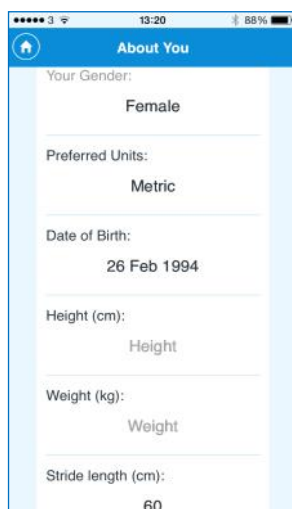 3 13:20 88%
About You
Your Gender:
Female
Preferred Units:
Metric
Date of Birth:
26 Feb 1994
Height (cm):
Height
Weight (kg):
Weight
Stride length (cm):
60